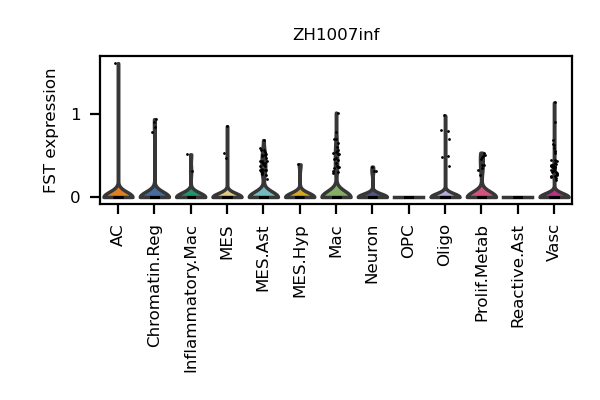 ZH1007inf
FST expression
1
0
AC
Chromatin.Reg
Inflammatory.Mac
MES
MES.Ast
MES.Hyp
Mac
Neuron
OPC
Oligo
Prolif.Metab
Reactive.Ast
Vasc